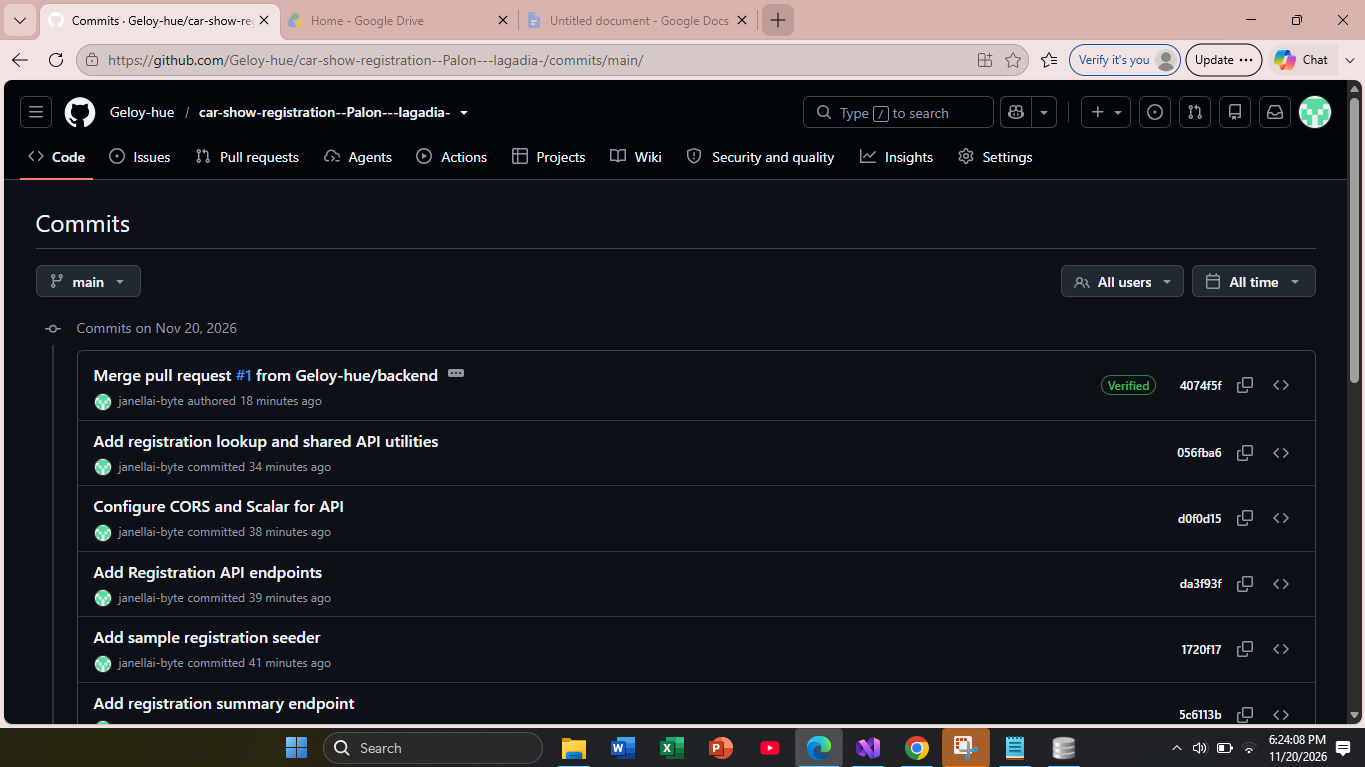 Commits · Geloy-hue/car-show-re
Home - Google Drive
Untitled document - Google Docs
https://github.com/Geloy-hue/car-show-registration--Palon---lagadia-/commits/main/
Verify it's you
Update
Chat
Geloy-hue / car-show-registration--Palon---lagadia-
Type / to search
Code
Issues
Pull requests
Agents
Actions
Projects
Wiki
Security and quality
Insights
Settings
Commits
main
All users
All time
Commits on Nov 20, 2026
Merge pull request #1 from Geloy-hue/backend
janellai-byte authored 18 minutes ago
Verified
4074f5f
Add registration lookup and shared API utilities
janellai-byte committed 34 minutes ago
056fba6
Configure CORS and Scalar for API
janellai-byte committed 38 minutes ago
d0f0d15
Add Registration API endpoints
janellai-byte committed 39 minutes ago
da3f93f
Add sample registration seeder
janellai-byte committed 41 minutes ago
1720f17
Add registration summary endpoint
5c6113b
Search
6:24:08 PM
11/20/2026